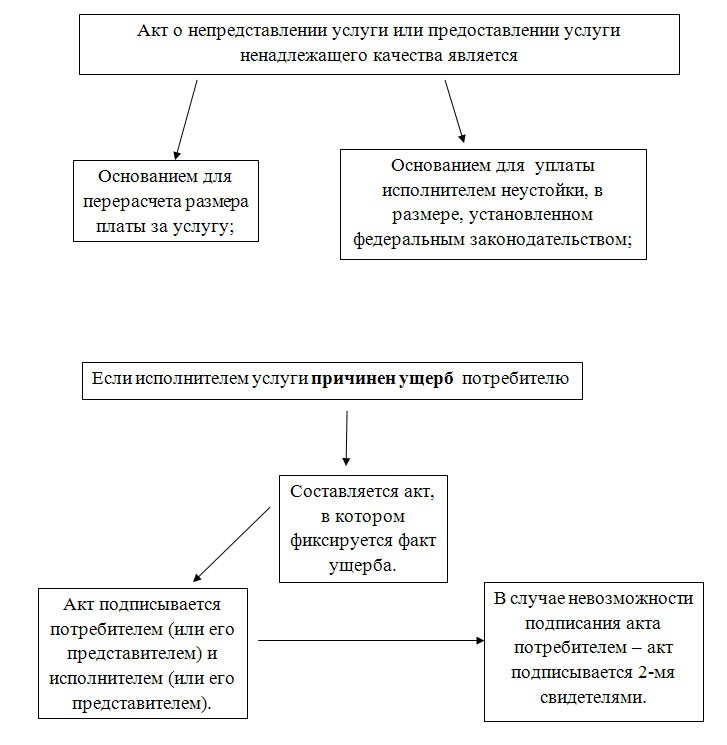 Акт о непредставлении услуги или предоставлении услуги
ненадлежащего качества является
Основанием для
перерасчета размера
платы за услугу;
Основанием для уплаты
исполнителем неустойки, в
размере, установленном
федеральным законодательством;
Если исполнителем услуги причинен ущерб потребителю
Составляется акт,
в котором
фиксируется факт
ущерба.
Акт подписывается
потребителем (или его
представителем) и
исполнителем (или его
представителем).
В случае невозможности
подписания акта
потребителем – акт
подписывается 2-мя
свидетелями.